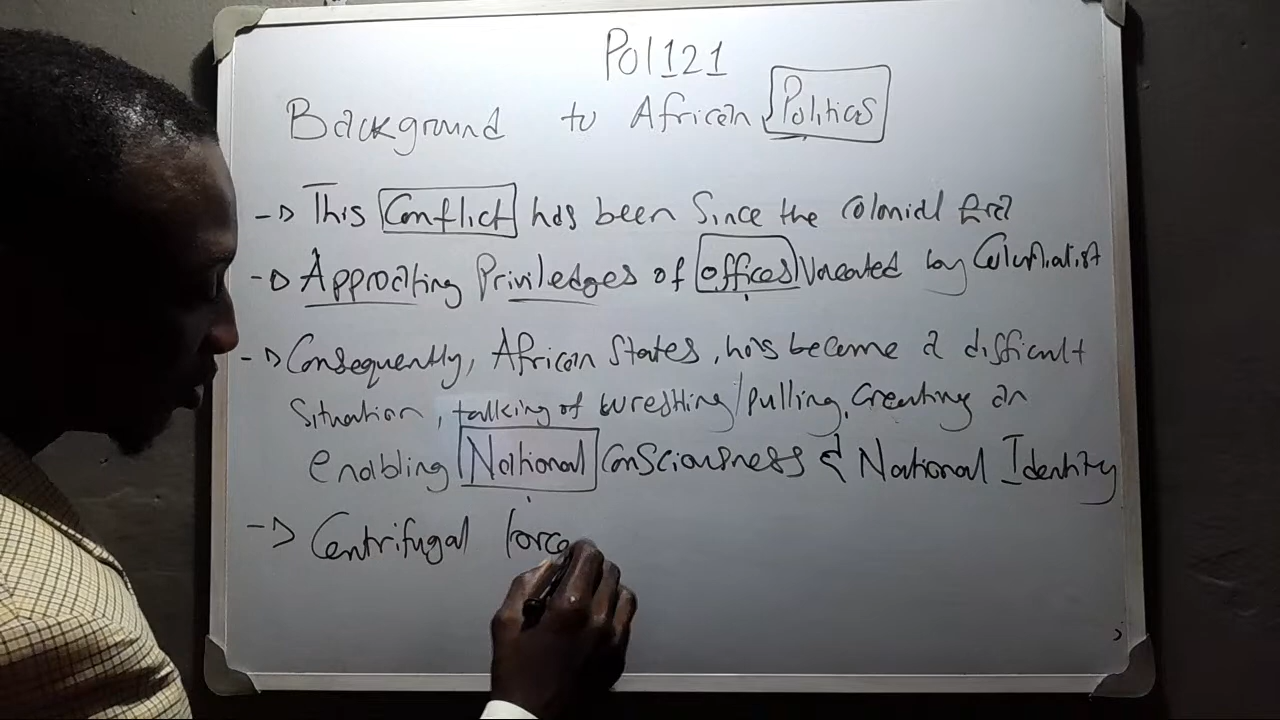 Pol121
Background to African Politics
-> This Conflict has been Since the Colonial Era
-> Approciting Priviledges of offices Vacated by
-> Consequently, African States, has become a difficult
Situation, talking of wrestling/pulling, Creating an
enabling National Consciousness & National Identity
-> Centrifugal force